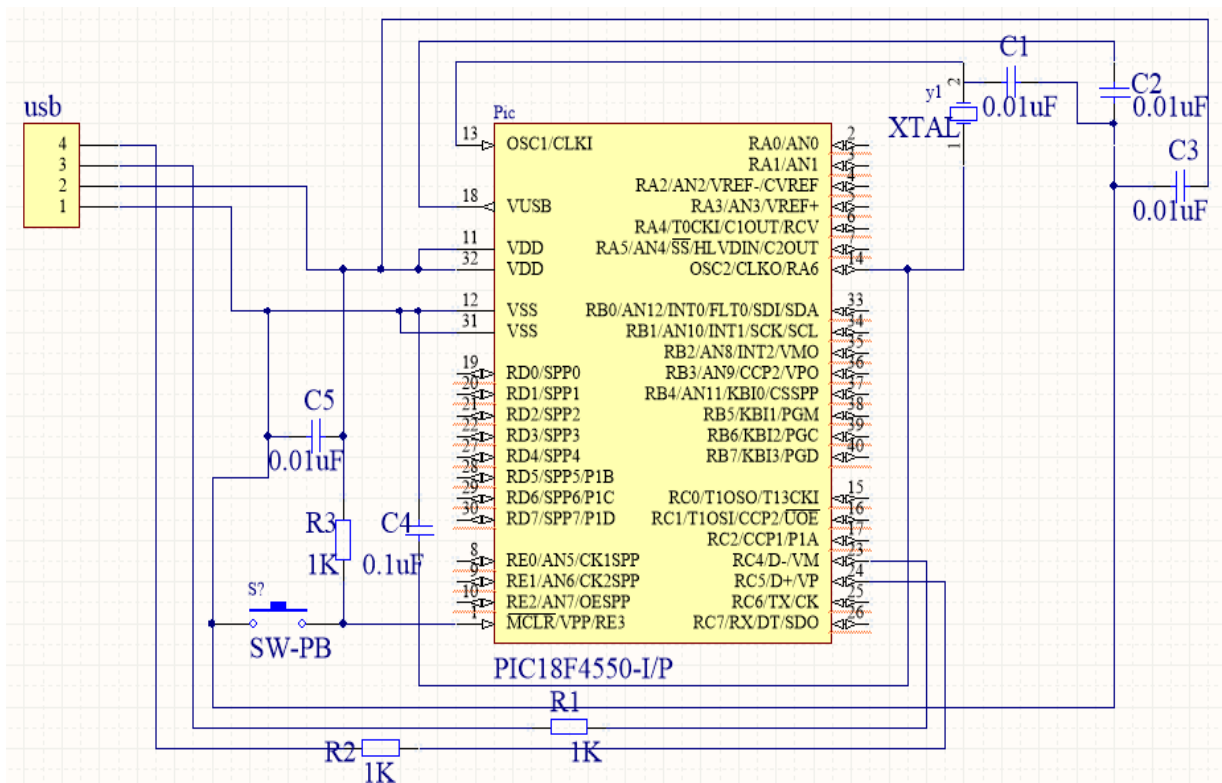 C1
0.01uF
C2
0.01uF
C3
0.01uF
y1
2
XTAL
1
usb
4
3
2
1
Pic
13 OSC1/CLKI
18 VUSB
11 VDD
32 VDD
12 VSS
31 VSS
19 RD0/SPP0
20 RD1/SPP1
21 RD2/SPP2
22 RD3/SPP3
27 RD4/SPP4
28 RD5/SPP5/P1B
29 RD6/SPP6/P1C
30 RD7/SPP7/P1D
8 RE0/AN5/CK1SPP
9 RE1/AN6/CK2SPP
10 RE2/AN7/OESPP
1 MCLR/VPP/RE3
RA0/AN0 2
RA1/AN1 3
RA2/AN2/VREF-/CVREF 4
RA3/AN3/VREF+ 5
RA4/T0CKI/C1OUT/RCV 6
RA5/AN4/SS/HLVDIN/C2OUT 7
OSC2/CLKO/RA6 14
RB0/AN12/INT0/FLT0/SDI/SDA 33
RB1/AN10/INT1/SCK/SCL 34
RB2/AN8/INT2/VMO 35
RB3/AN9/CCP2/VPO 36
RB4/AN11/KBI0/CSSPP 37
RB5/KBI1/PGM 38
RB6/KBI2/PGC 39
RB7/KBI3/PGD 40
RC0/T1OSO/T13CKI 15
RC1/T1OSI/CCP2/UOE 16
RC2/CCP1/P1A 17
RC4/D-/VM 23
RC5/D+/VP 24
RC6/TX/CK 25
RC7/RX/DT/SDO 26
PIC18F4550-I/P
C5
0.01uF
R3
1K
C4
0.1uF
S?
SW-PB
R1
1K
R2
1K